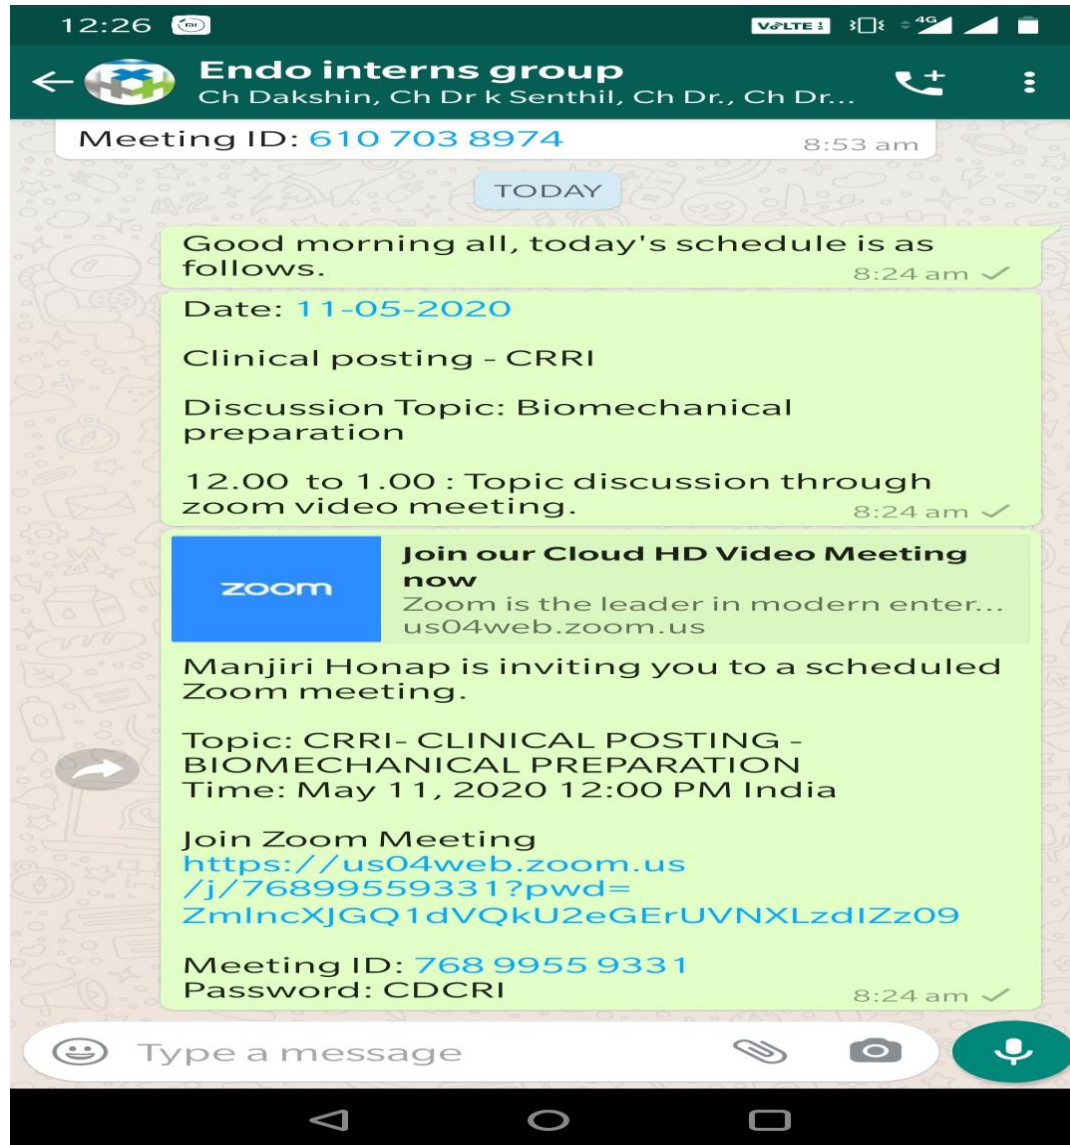 12:26
VoLTE 4G
Endo interns group
Ch Dakshin, Ch Dr k Senthil, Ch Dr., Ch Dr...
Meeting ID: 610 703 8974
8:53 am
TODAY
Good morning all, today's schedule is as
follows.
8:24 am
Date: 11-05-2020
Clinical posting - CRRI
Discussion Topic: Biomechanical
preparation
12.00 to 1.00 : Topic discussion through
zoom video meeting.
8:24 am
zoom
Join our Cloud HD Video Meeting
now
Zoom is the leader in modern enter...
us04web.zoom.us
Manjiri Honap is inviting you to a scheduled
Zoom meeting.
Topic: CRRI- CLINICAL POSTING -
BIOMECHANICAL PREPARATION
Time: May 11, 2020 12:00 PM India
Join Zoom Meeting
https://us04web.zoom.us
/j/76899559331?pwd=
ZmlncXJGQ1dVQkU2eGErUVNXLzdIZz09
Meeting ID: 768 9955 9331
Password: CDCRI
8:24 am
Type a message